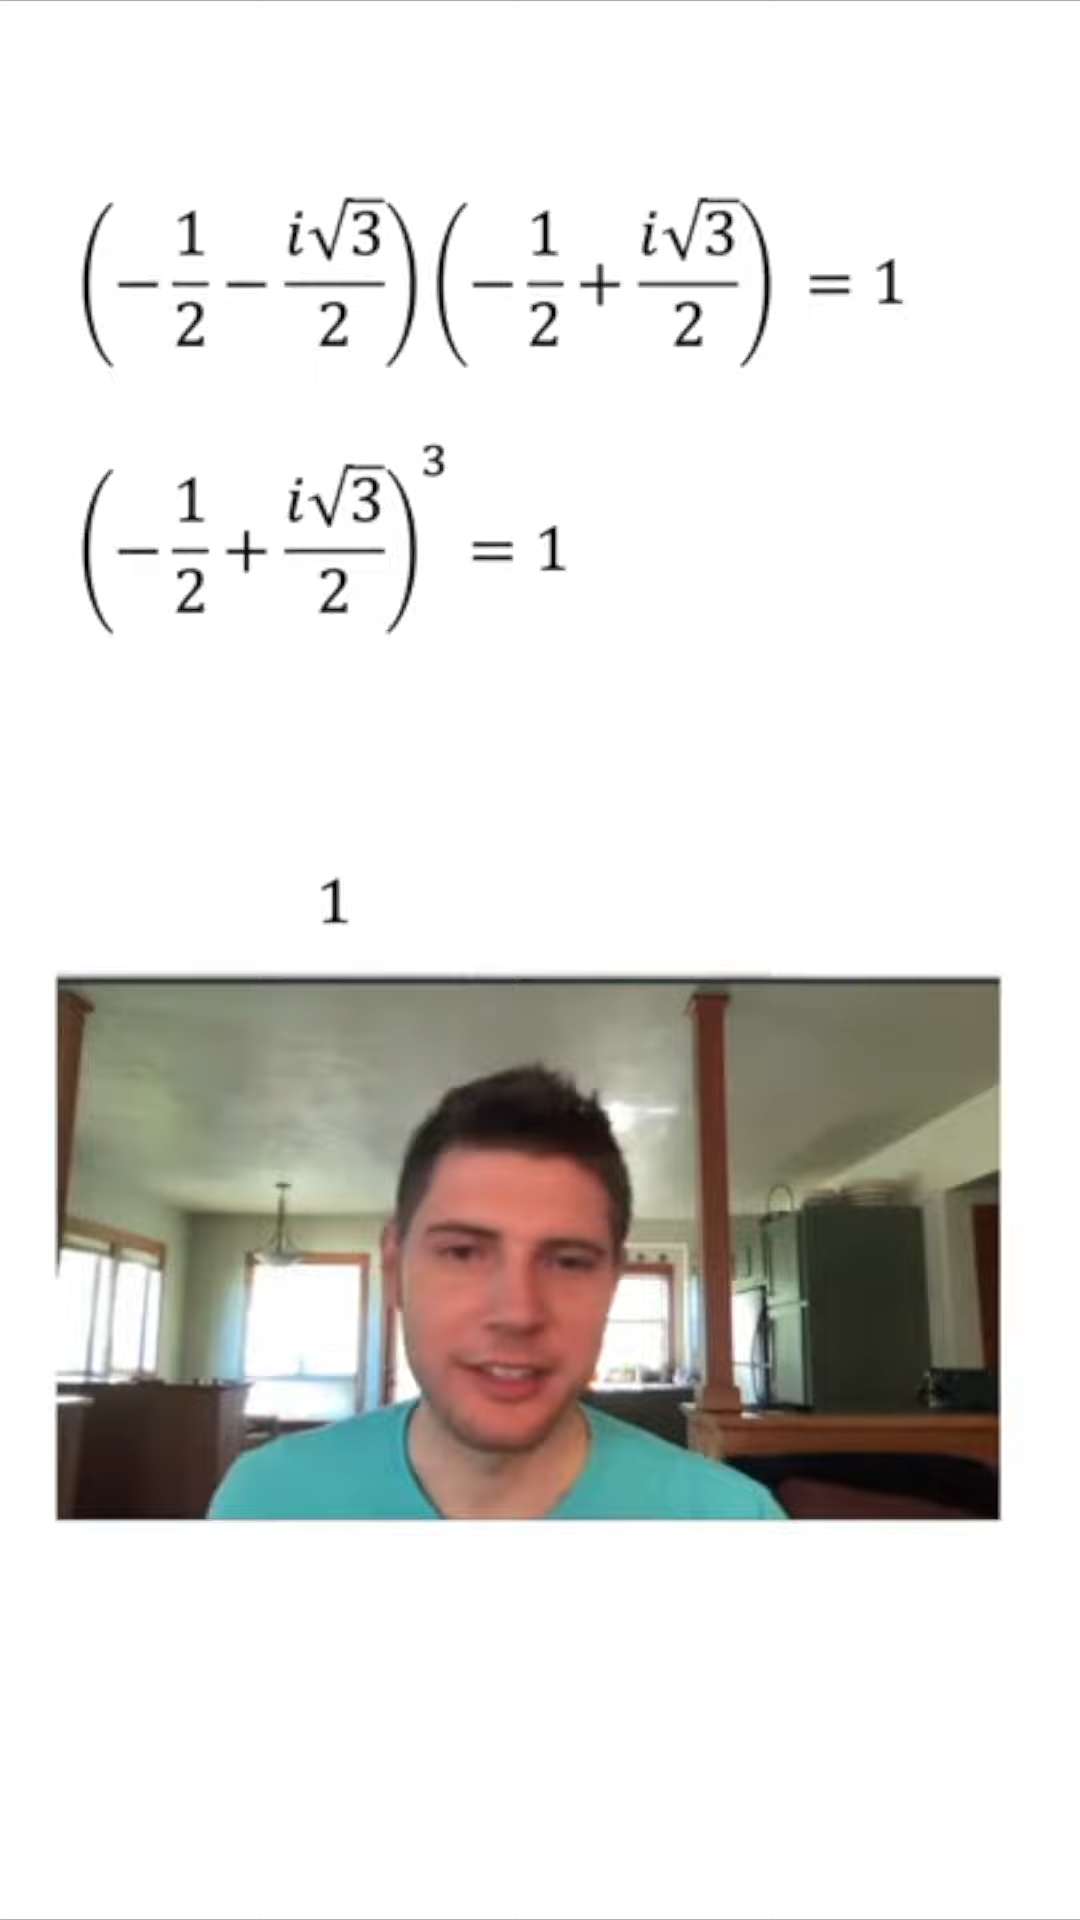 (-1/2 - i√3/2)(-1/2 + i√3/2) = 1
(-1/2 + i√3/2)³ = 1
1